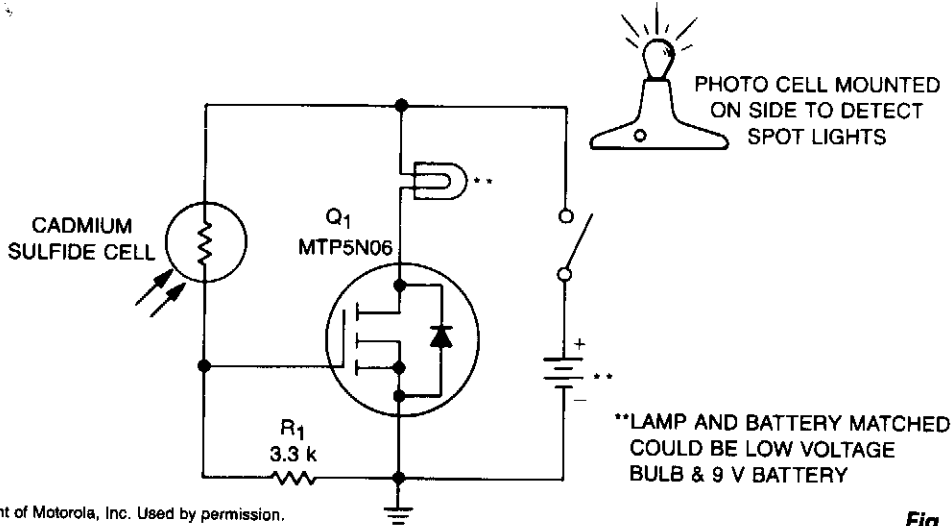 PHOTO CELL MOUNTED
ON SIDE TO DETECT
SPOT LIGHTS
**
Q1
MTP5N06
CADMIUM
SULFIDE CELL
+
**
−
R1
3.3 k
**LAMP AND BATTERY MATCHED
COULD BE LOW VOLTAGE
BULB & 9 V BATTERY
of Motorola, Inc. Used by permission.
Fig